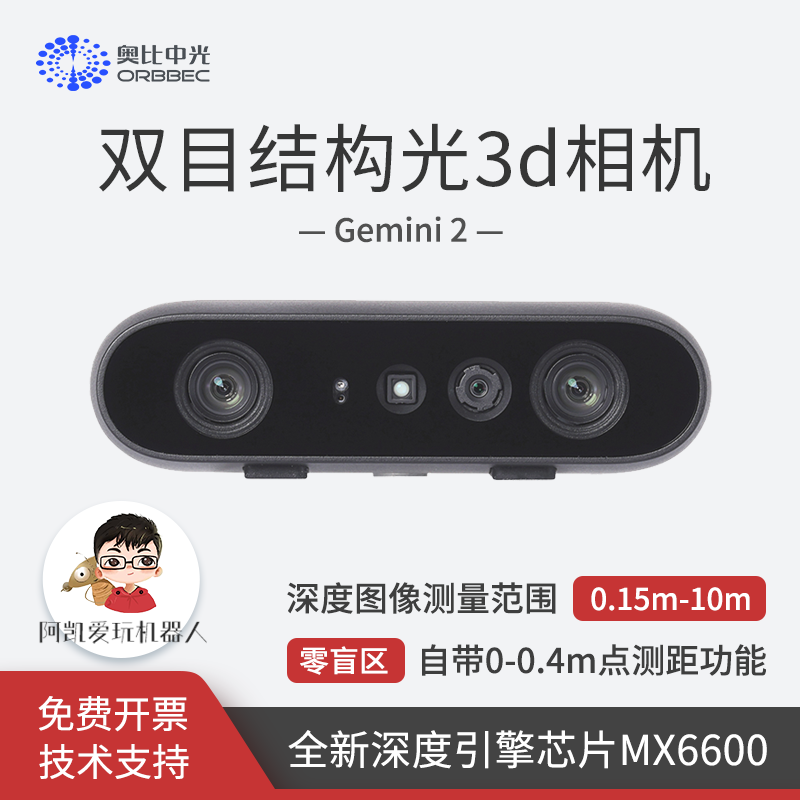 奥比中光
ORBBEC
双目结构光3d相机
— Gemini 2 —
阿凯爱玩机器人
深度图像测量范围 0.15m-10m
零盲区 自带0-0.4m点测距功能
免费开票
技术支持
全新深度引擎芯片MX6600